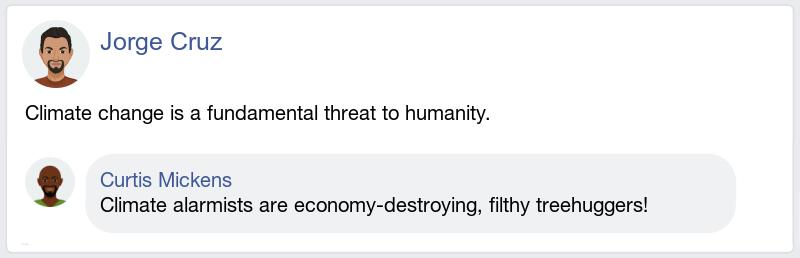 Jorge Cruz
Climate change is a fundamental threat to humanity.
Curtis Mickens
Climate alarmists are economy-destroying, filthy treehuggers!